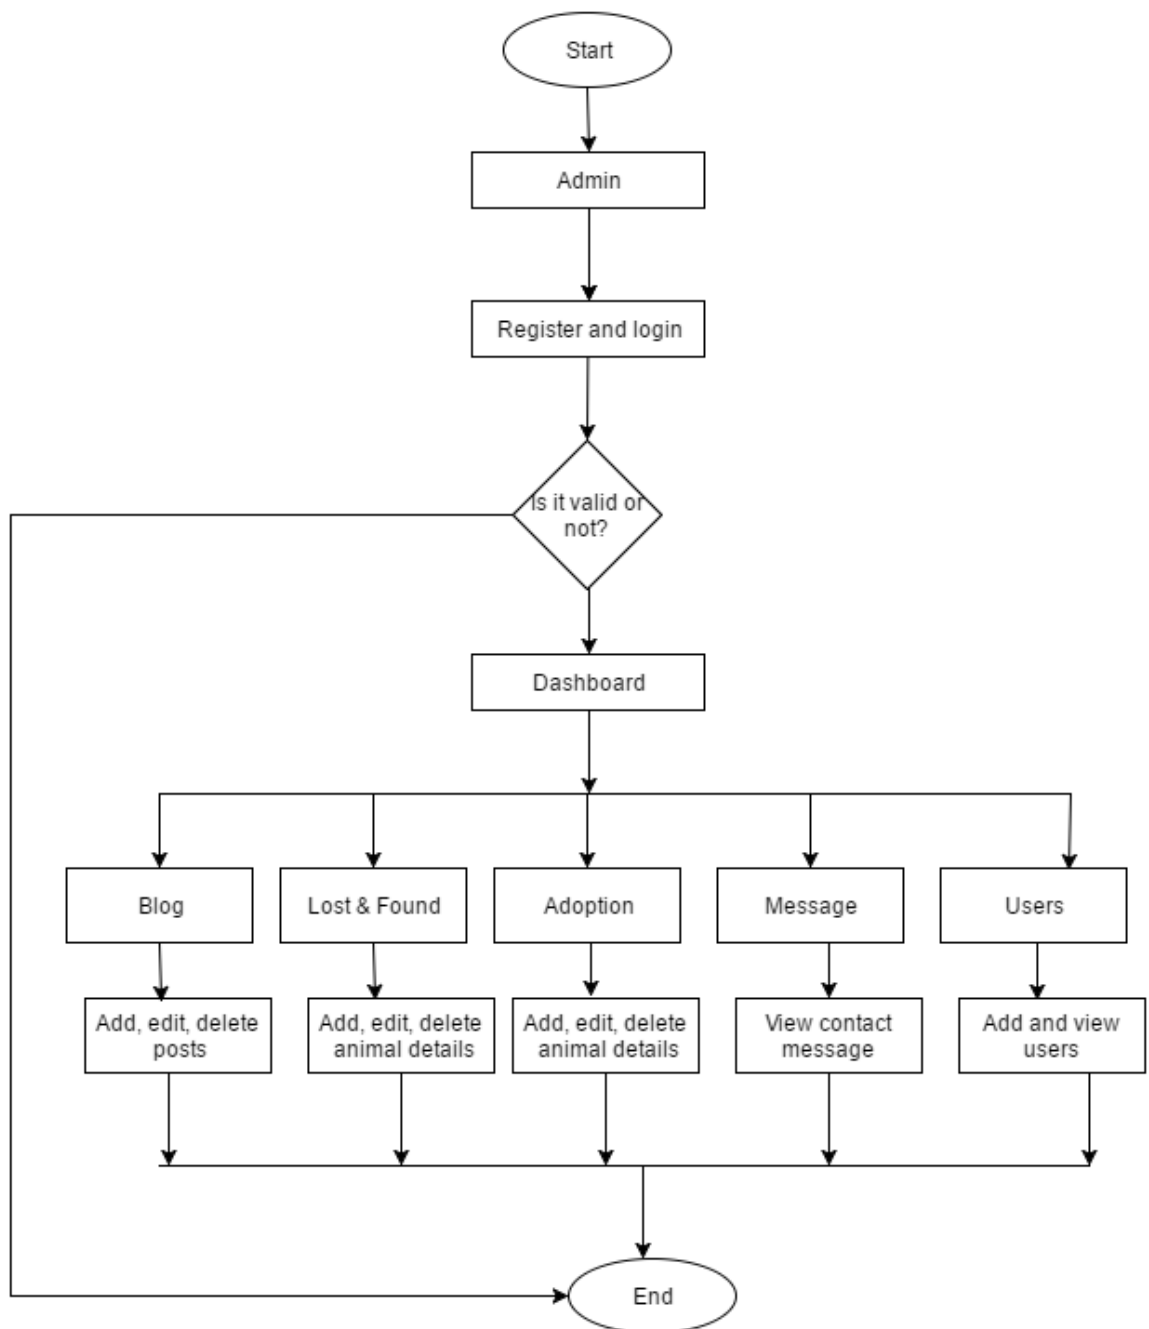 Start
Admin
Register and login
Is it valid or
not?
Dashboard
Blog
Lost & Found
Adoption
Message
Users
Add, edit, delete
posts
Add, edit, delete
animal details
Add, edit, delete
animal details
View contact
message
Add and view
users
End